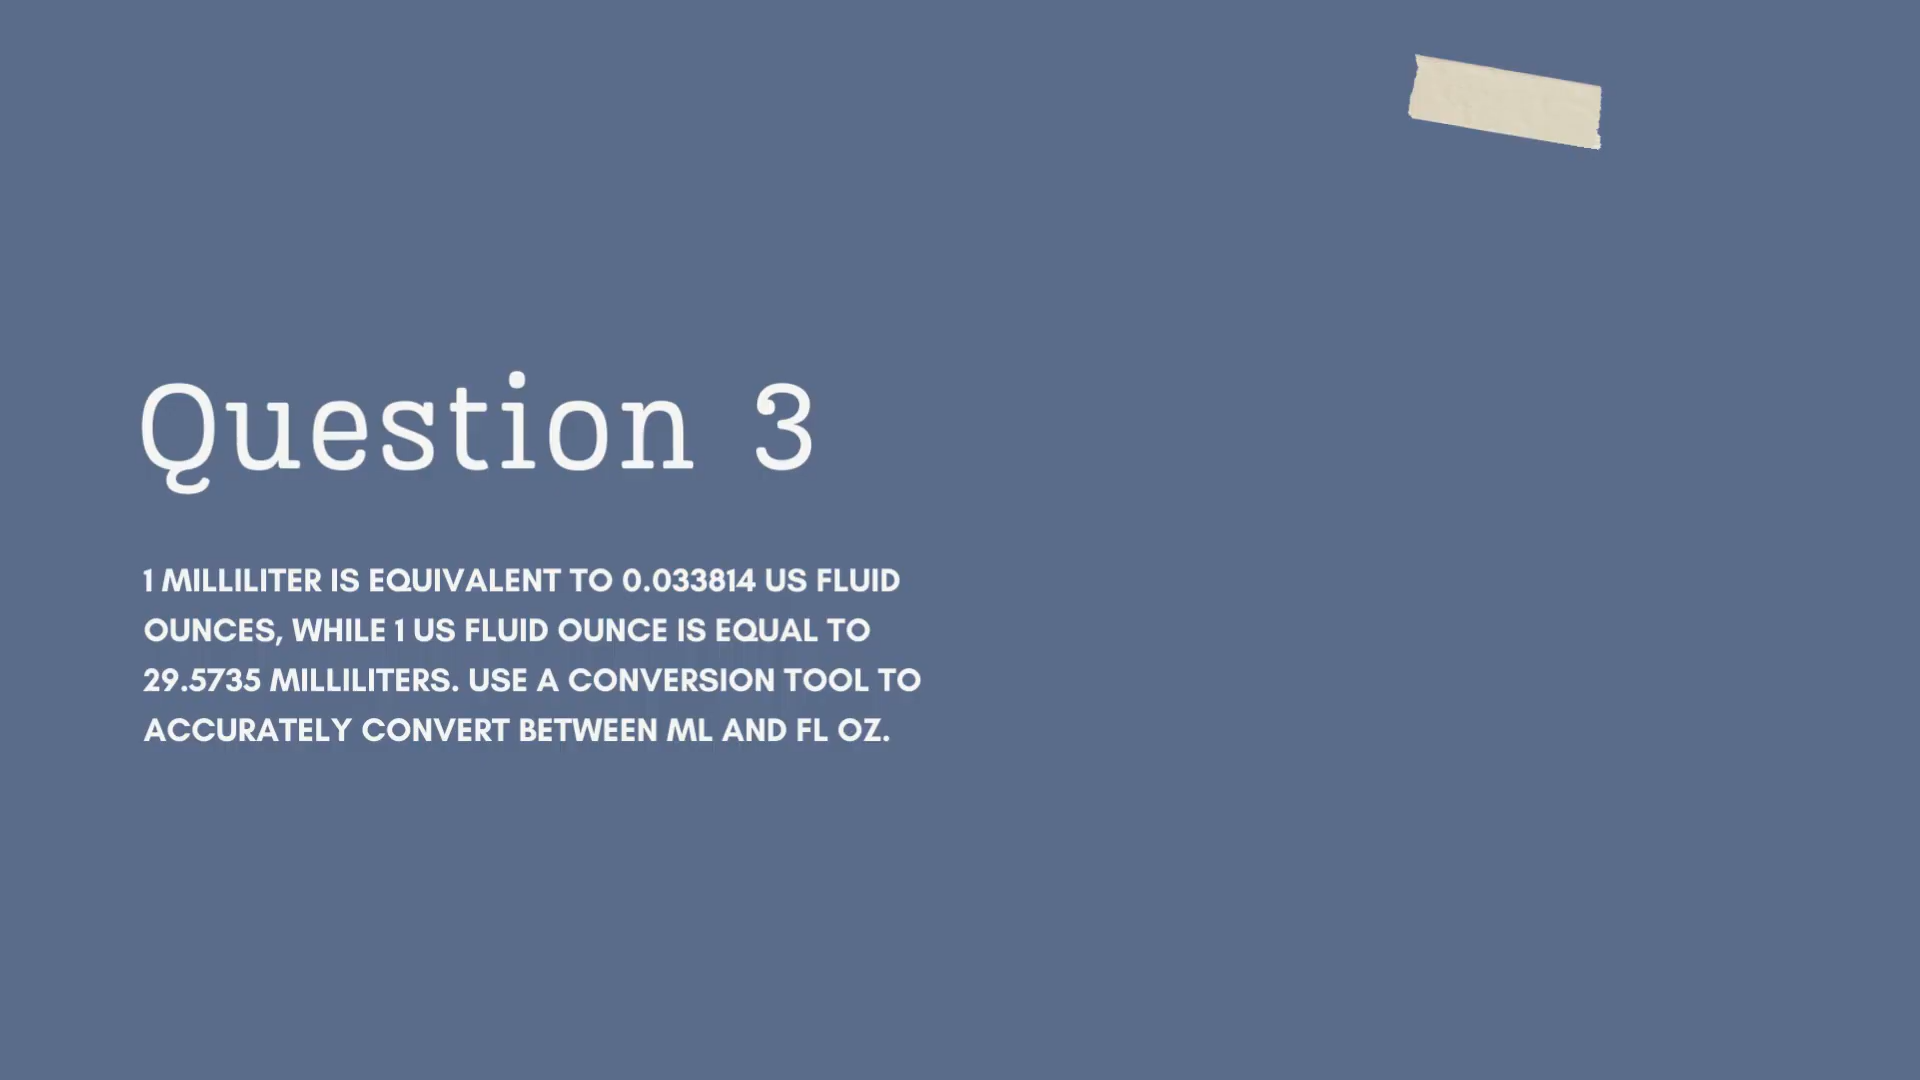 Question 3
1 MILLILITER IS EQUIVALENT TO 0.033814 US FLUID
OUNCES, WHILE 1 US FLUID OUNCE IS EQUAL TO
29.5735 MILLILITERS. USE A CONVERSION TOOL TO
ACCURATELY CONVERT BETWEEN ML AND FL OZ.